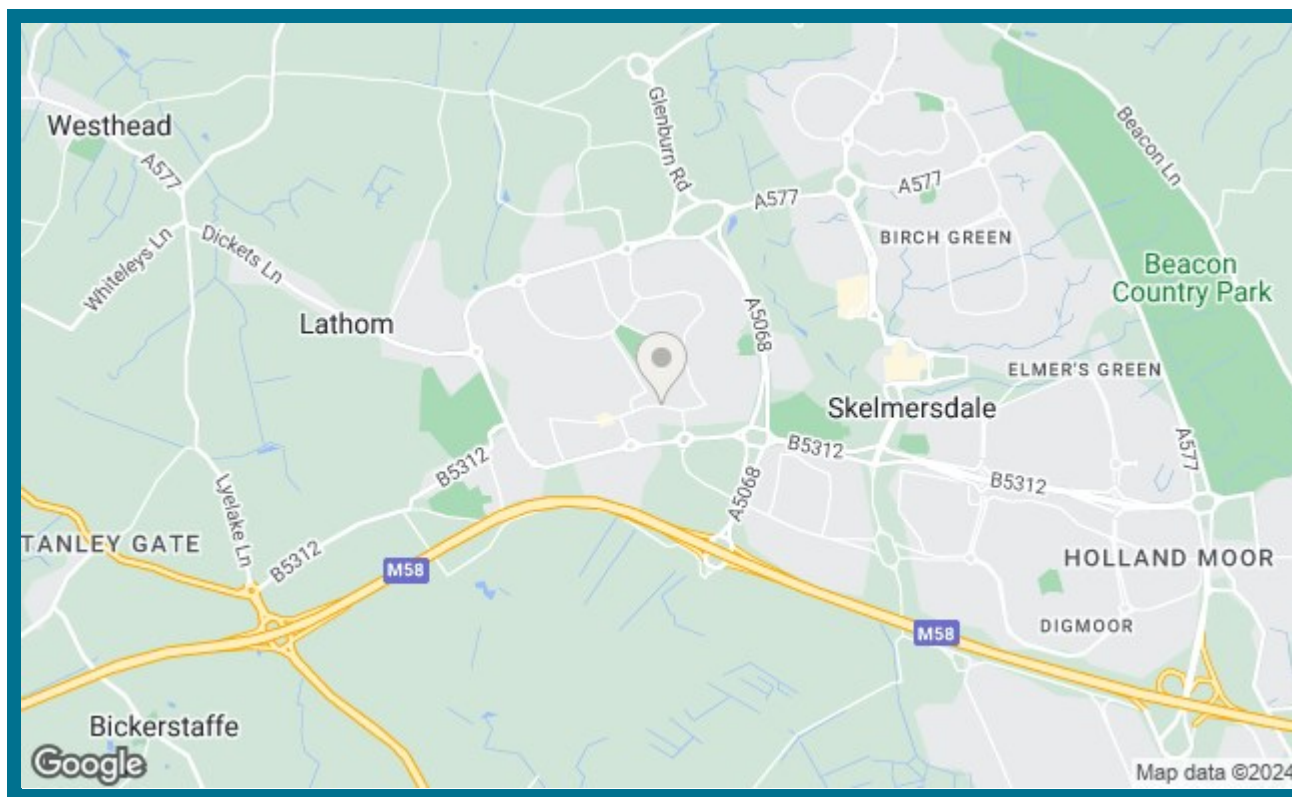 Westhead
A577
Glenburn Rd
Beacon Ln
A577
A577
Whiteleys Ln
Dickets Ln
BIRCH GREEN
Beacon
Country Park
Lathom
A5068
ELMER'S GREEN
Skelmersdale
B5312
B5312
A577
B5312
A5068
Lyelake Ln
TANLEY GATE
B5312
M58
HOLLAND MOOR
DIGMOOR
M58
Bickerstaffe
Google
Map data ©2024